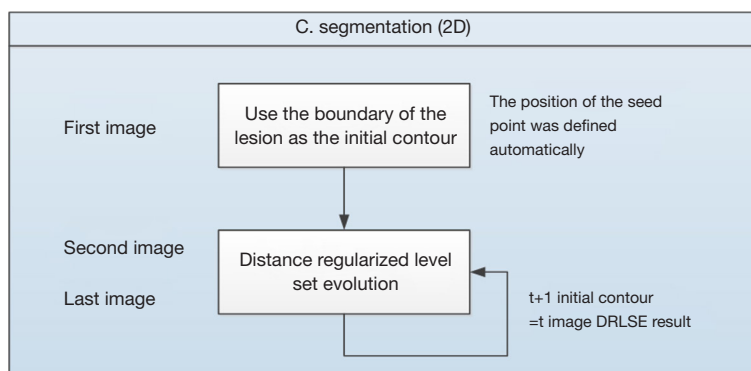 C. segmentation (2D)
First image
Use the boundary of the
lesion as the initial contour
The position of the seed
point was defined
automatically
Second image
Last image
Distance regularized level
set evolution
t+1 initial contour
=t image DRLSE result